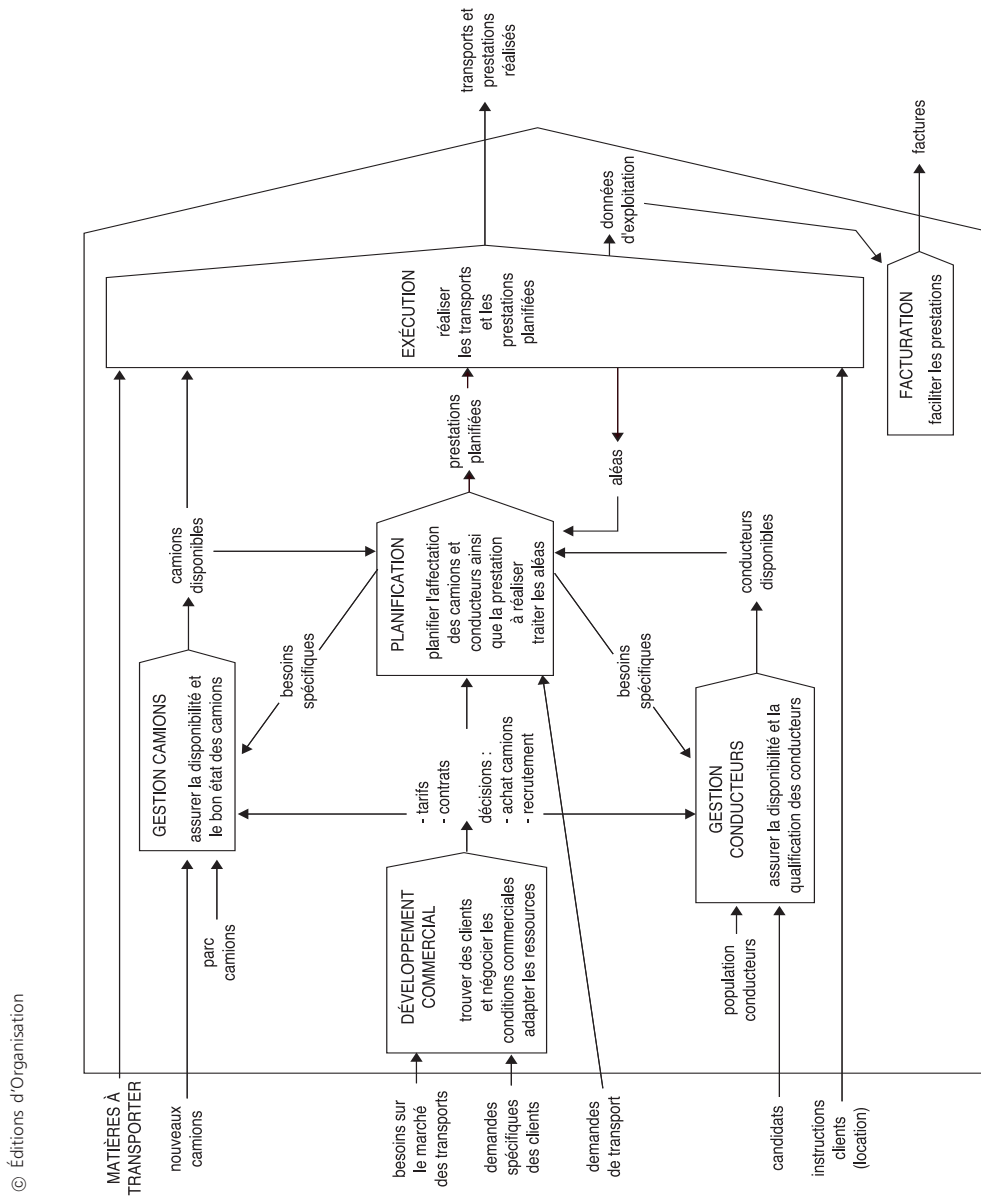 © Éditions d'Organisation
MATIÈRES À
TRANSPORTER
nouveaux
camions
parc
camions
GESTION CAMIONS
assurer la disponibilité et
le bon état des camions
camions
disponibles
besoins
spécifiques
besoins sur
le marché
des transports
demandes
spécifiques
des clients
demandes
de transport
DÉVELOPPEMENT
COMMERCIAL
trouver des clients
et négocier les
conditions commerciales
adapter les ressources
- tarifs
- contrats
décisions :
- achat camions
- recrutement
PLANIFICATION
planifier l'affectation
des camions et
conducteurs ainsi
que la prestation
à réaliser
traiter les aléas
prestations
planifiées
aléas
besoins
spécifiques
population
conducteurs
candidats
instructions
clients
(location)
GESTION
CONDUCTEURS
assurer la disponibilité et la
qualification des conducteurs
conducteurs
disponibles
EXÉCUTION
réaliser
les transports
et les
prestations
planifiées
transports et
prestations
réalisés
données
d'exploitation
FACTURATION
faciliter les prestations
factures